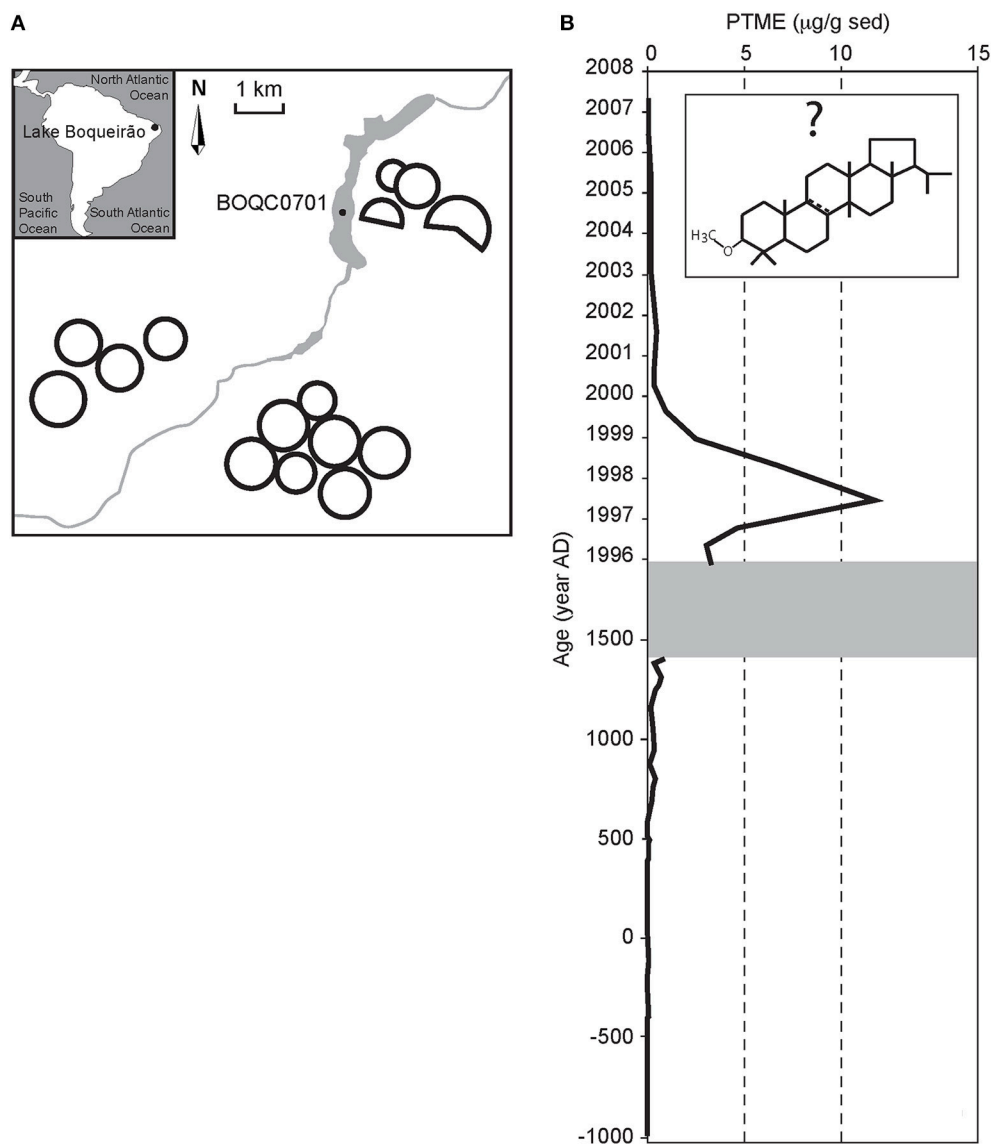 A
North Atlantic
Ocean
Lake Boqueirão
South
Pacific
Ocean
South Atlantic
Ocean
N
1 km
BOQC0701
B
PTME (μg/g sed)
0 5 10 15
2008
2007
2006
2005
2004
2003
2002
2001
2000
1999
1998
1997
1996
1500
1000
500
0
-500
-1000
Age (year AD)
?
H3C
O